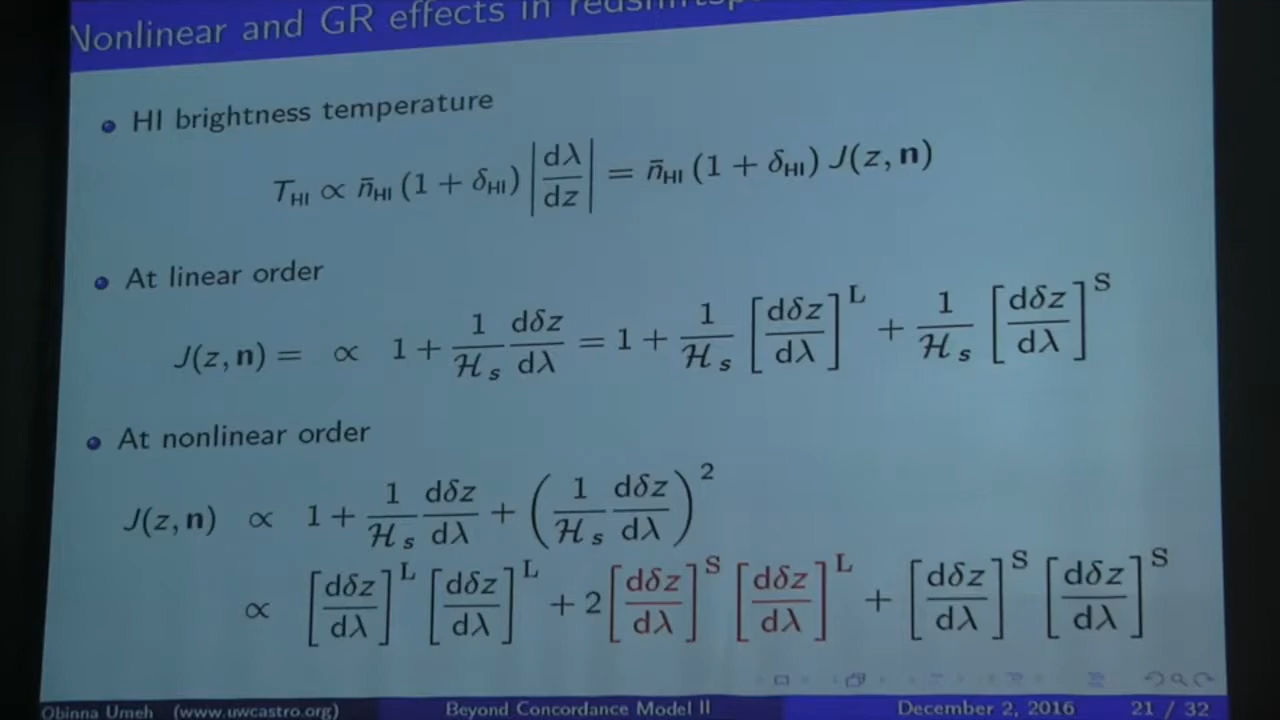 Nonlinear and GR effects in
HI brightness temperature
T_HI ∝ n̄_HI (1 + δ_HI) |dλ/dz| = n̄_HI (1 + δ_HI) J(z, n)
At linear order
J(z, n) = ∝ 1 + 1/ℋ_s dδz/dλ = 1 + 1/ℋ_s [dδz/dλ]^L + 1/ℋ_s [dδz/dλ]^S
At nonlinear order
J(z, n) ∝ 1 + 1/ℋ_s dδz/dλ + (1/ℋ_s dδz/dλ)^2
∝ [dδz/dλ]^L [dδz/dλ]^L + 2 [dδz/dλ]^S [dδz/dλ]^L + [dδz/dλ]^S [dδz/dλ]^S
Obinna Umeh (www.uwcastro.org) Beyond Concordance Model II December 2, 2016 21 / 32